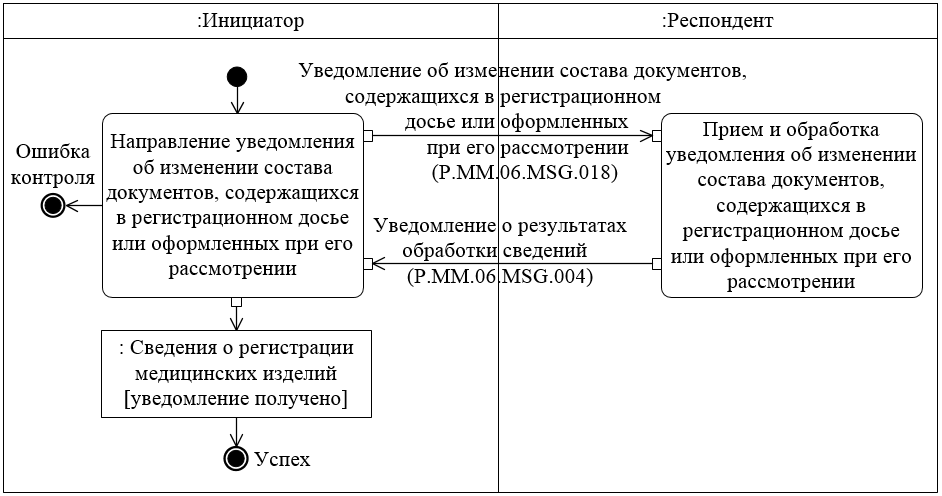 :Инициатор
:Респондент
Уведомление об изменении состава документов,
содержащихся в регистрационном
досье или оформленных
при его рассмотрении
(P.MM.06.MSG.018)
Ошибка
контроля
Направление уведомления
об изменении состава
документов, содержащихся
в регистрационном досье
или оформленных при его
рассмотрении
Прием и обработка
уведомления об изменении
состава документов,
содержащихся в
регистрационном досье
или оформленных при его
рассмотрении
Уведомление о результатах
обработки сведений
(P.MM.06.MSG.004)
: Сведения о регистрации
медицинских изделий
[уведомление получено]
Успех